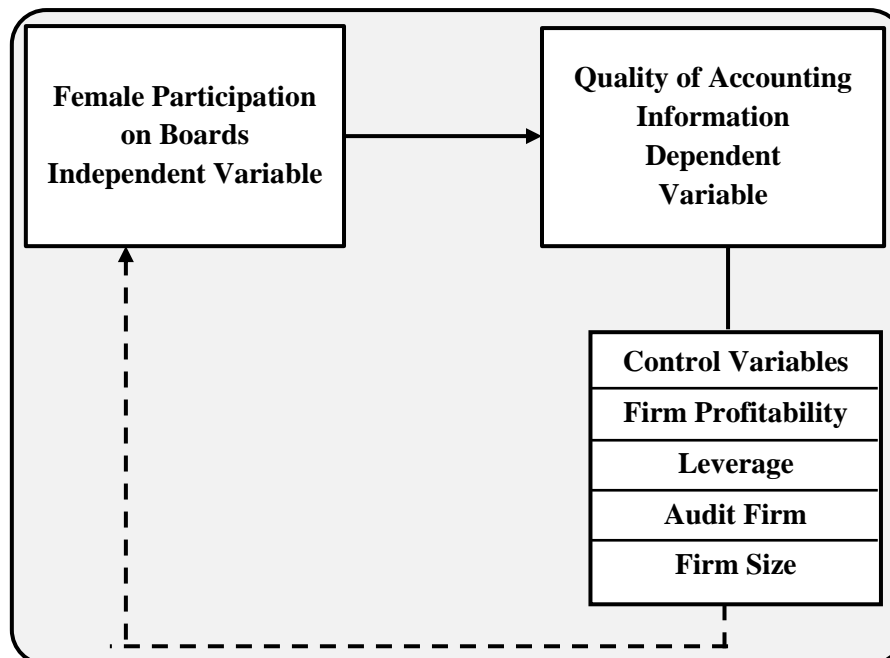 Female Participation
on Boards
Independent Variable
Quality of Accounting
Information
Dependent
Variable
Control Variables
Firm Profitability
Leverage
Audit Firm
Firm Size